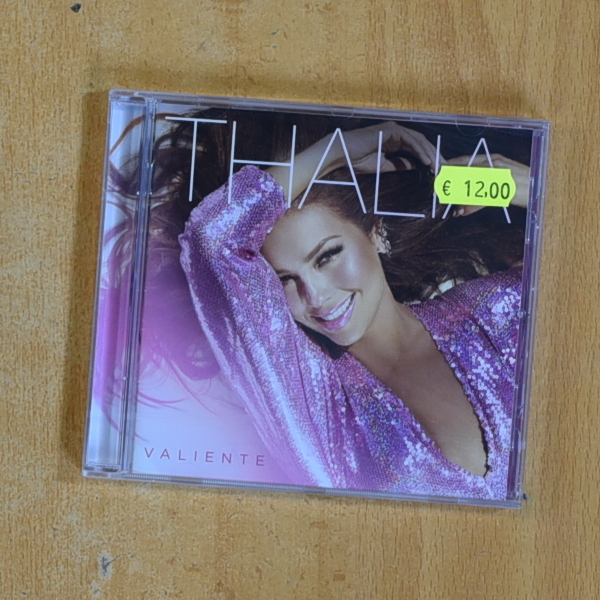 THALIA
€ 12,00
VALIENTE